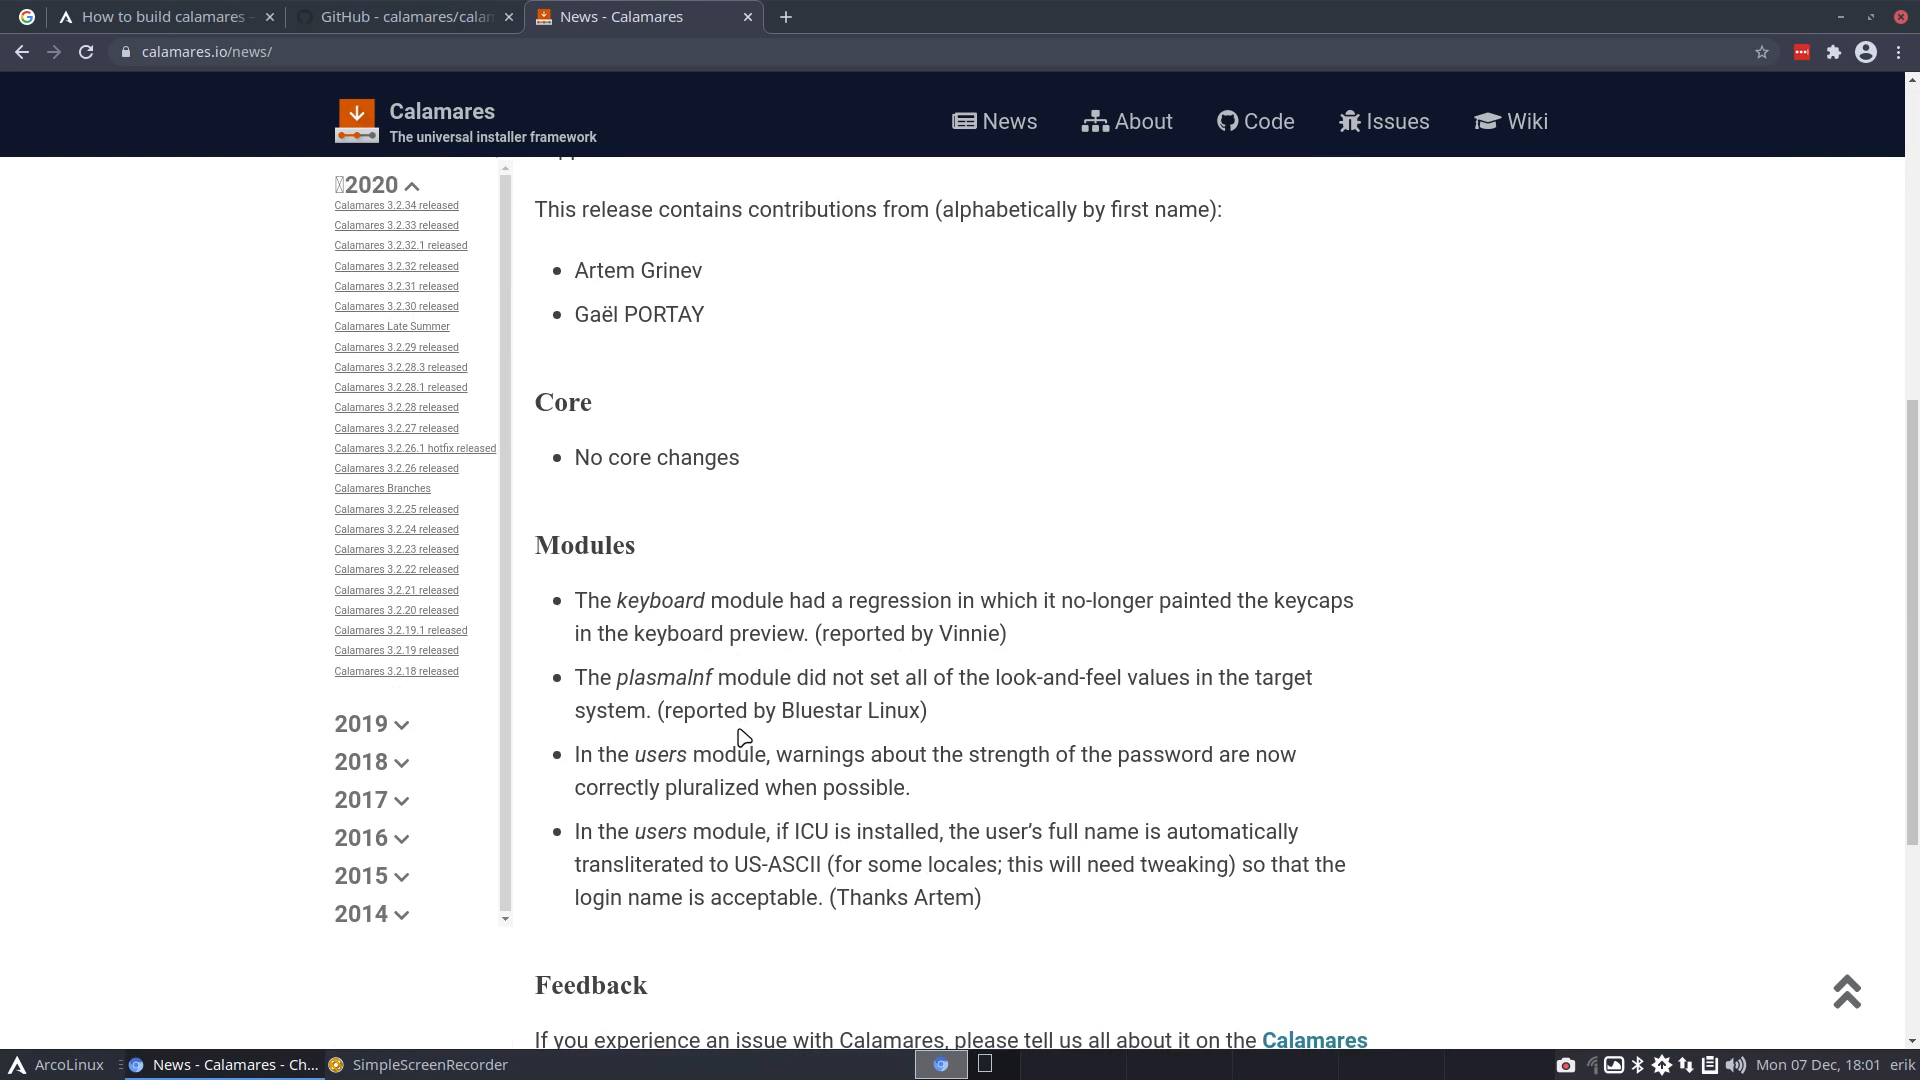 How to build calamares -
GitHub - calamares/calam
News - Calamares
calamares.io/news/
Calamares
The universal installer framework
News
About
Code
Issues
Wiki
2020
Calamares 3.2.34 released
Calamares 3.2.33 released
Calamares 3.2.32.1 released
Calamares 3.2.32 released
Calamares 3.2.31 released
Calamares 3.2.30 released
Calamares Late Summer
Calamares 3.2.29 released
Calamares 3.2.28.3 released
Calamares 3.2.28.1 released
Calamares 3.2.28 released
Calamares 3.2.27 released
Calamares 3.2.26.1 hotfix released
Calamares 3.2.26 released
Calamares Branches
Calamares 3.2.25 released
Calamares 3.2.24 released
Calamares 3.2.23 released
Calamares 3.2.22 released
Calamares 3.2.21 released
Calamares 3.2.20 released
Calamares 3.2.19.1 released
Calamares 3.2.19 released
Calamares 3.2.18 released
2019
2018
2017
2016
2015
2014
This release contains contributions from (alphabetically by first name):
• Artem Grinev
• Gaël PORTAY
Core
• No core changes
Modules
• The keyboard module had a regression in which it no-longer painted the keycaps
in the keyboard preview. (reported by Vinnie)
• The plasmalnf module did not set all of the look-and-feel values in the target
system. (reported by Bluestar Linux)
• In the users module, warnings about the strength of the password are now
correctly pluralized when possible.
• In the users module, if ICU is installed, the user's full name is automatically
transliterated to US-ASCII (for some locales; this will need tweaking) so that the
login name is acceptable. (Thanks Artem)
Feedback
If you experience an issue with Calamares, please tell us all about it on the Calamares
ArcoLinux
News - Calamares - Ch...
SimpleScreenRecorder
Mon 07 Dec, 18:01
erik